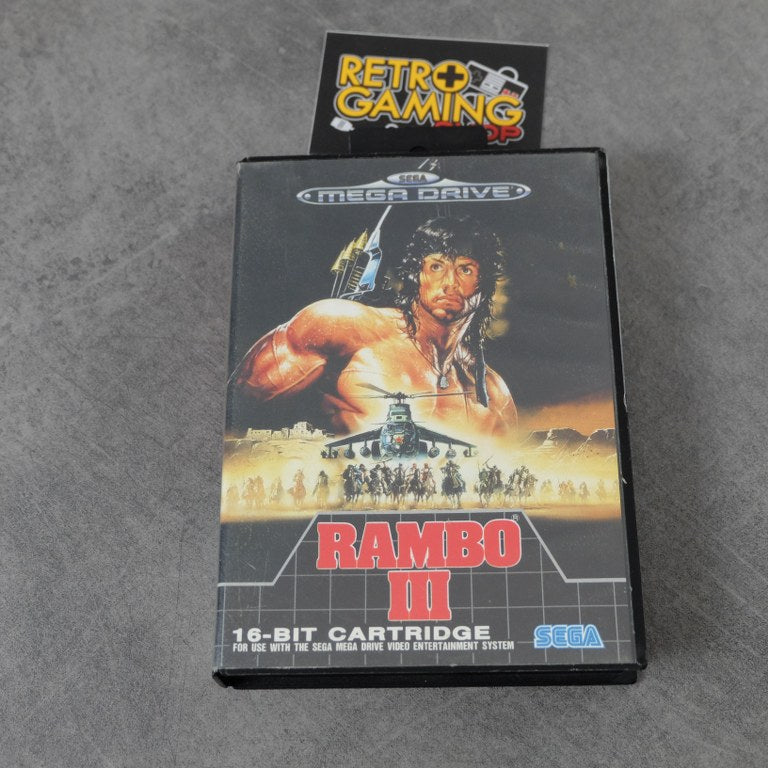 RETRO
GAMING
SHOP
SEGA
MEGA DRIVE
RAMBO®
III
16-BIT CARTRIDGE
SEGA
FOR USE WITH THE SEGA MEGA DRIVE VIDEO ENTERTAINMENT SYSTEM